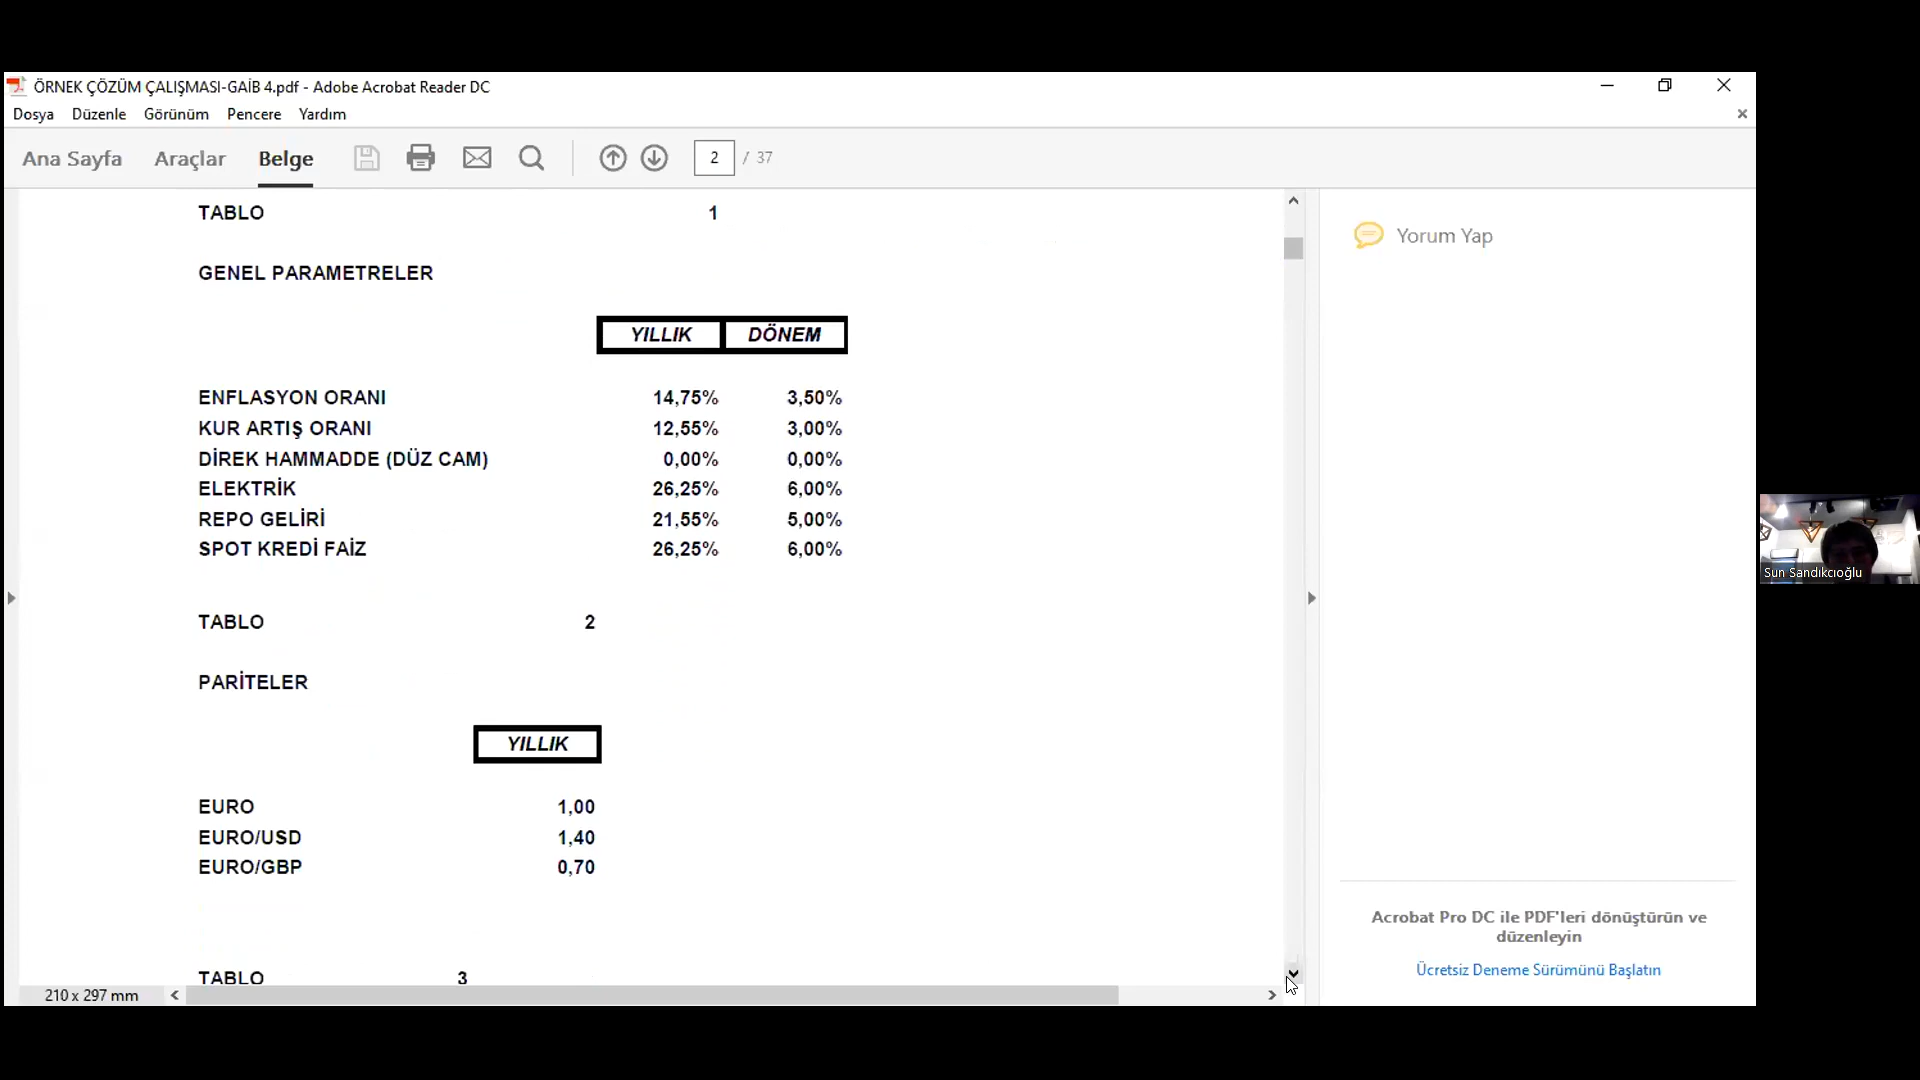 ÖRNEK ÇÖZÜM ÇALIŞMASI-GAİB 4.pdf - Adobe Acrobat Reader DC
Dosya Düzenle Görünüm Pencere Yardım
Ana Sayfa Araçlar Belge 2 / 37
TABLO 1
GENEL PARAMETRELER
YILLIK DÖNEM
ENFLASYON ORANI 14,75% 3,50%
KUR ARTIŞ ORANI 12,55% 3,00%
DİREK HAMMADDE (DÜZ CAM) 0,00% 0,00%
ELEKTRİK 26,25% 6,00%
REPO GELİRİ 21,55% 5,00%
SPOT KREDİ FAİZ 26,25% 6,00%
TABLO 2
PARİTELER
YILLIK
EURO 1,00
EURO/USD 1,40
EURO/GBP 0,70
TABLO 3
210 x 297 mm
Yorum Yap
Acrobat Pro DC ile PDF'leri dönüştürün ve
düzenleyin
Ücretsiz Deneme Sürümünü Başlatın
Sun Sandıkcıoğlu